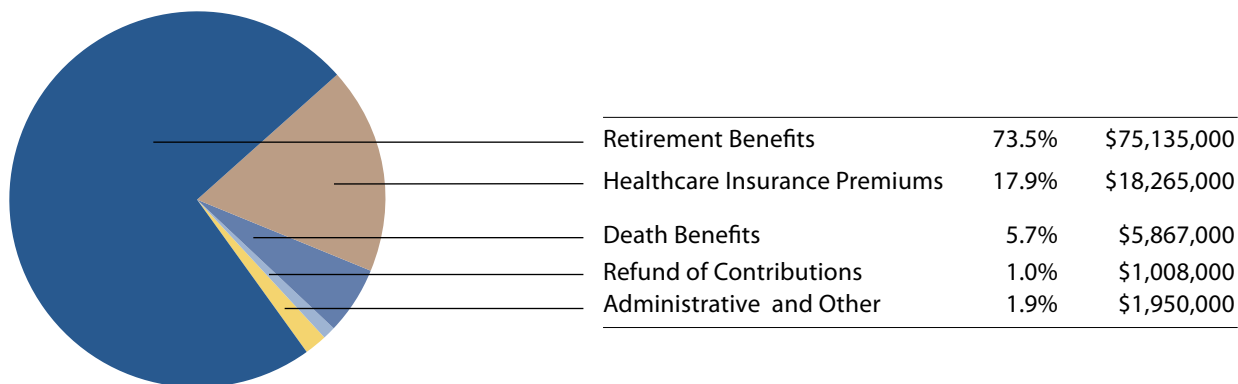 Retirement Benefits 73.5% $75,135,000
Healthcare Insurance Premiums 17.9% $18,265,000
Death Benefits 5.7% $5,867,000
Refund of Contributions 1.0% $1,008,000
Administrative and Other 1.9% $1,950,000